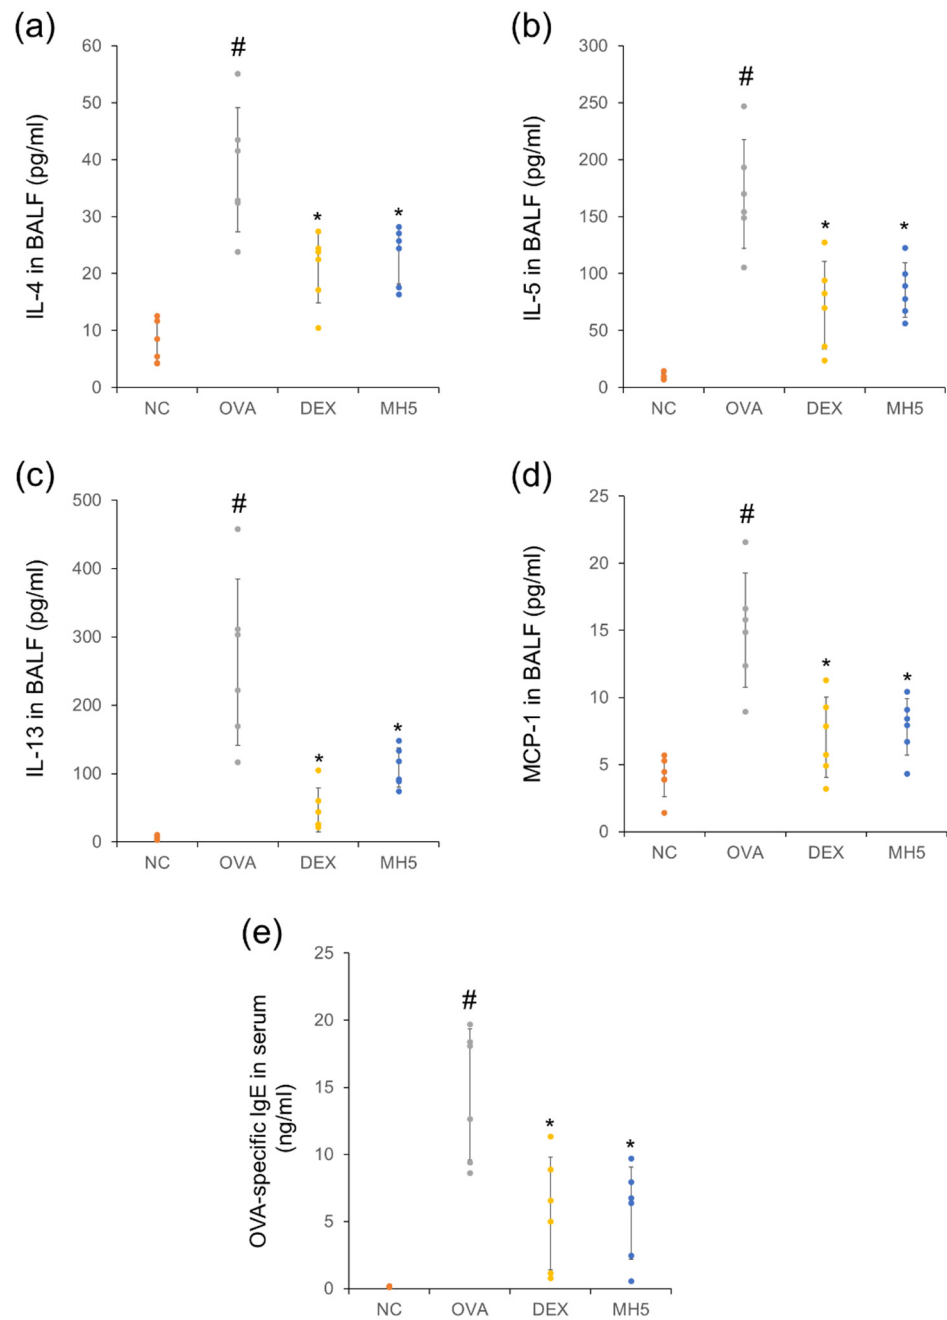 (a)
#
60
50
40
30
20
10
0
IL-4 in BALF (pg/ml)
*
*
NC OVA DEX MH5
(b)
#
300
250
200
150
100
50
0
IL-5 in BALF (pg/ml)
*
*
NC OVA DEX MH5
(c)
#
500
400
300
200
100
0
IL-13 in BALF (pg/ml)
*
*
NC OVA DEX MH5
(d)
#
25
20
15
10
5
0
MCP-1 in BALF (pg/ml)
*
*
NC OVA DEX MH5
(e)
#
25
20
15
10
5
0
OVA-specific IgE in serum
(ng/ml)
*
*
NC OVA DEX MH5